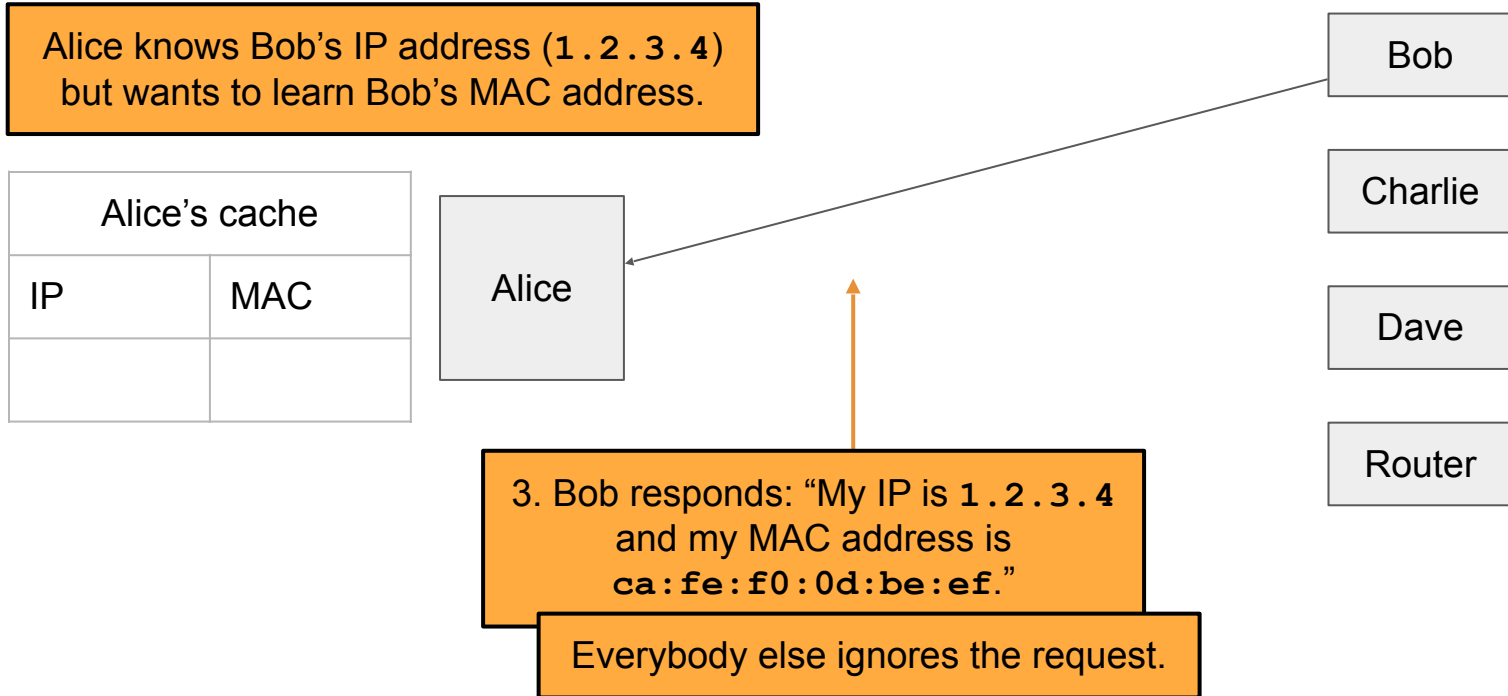 Alice knows Bob’s IP address (1.2.3.4)
but wants to learn Bob’s MAC address.
Bob
Charlie
Alice’s cache
IP MAC
Alice
Dave
Router
3. Bob responds: “My IP is 1.2.3.4
and my MAC address is
ca:fe:f0:0d:be:ef.”
Everybody else ignores the request.